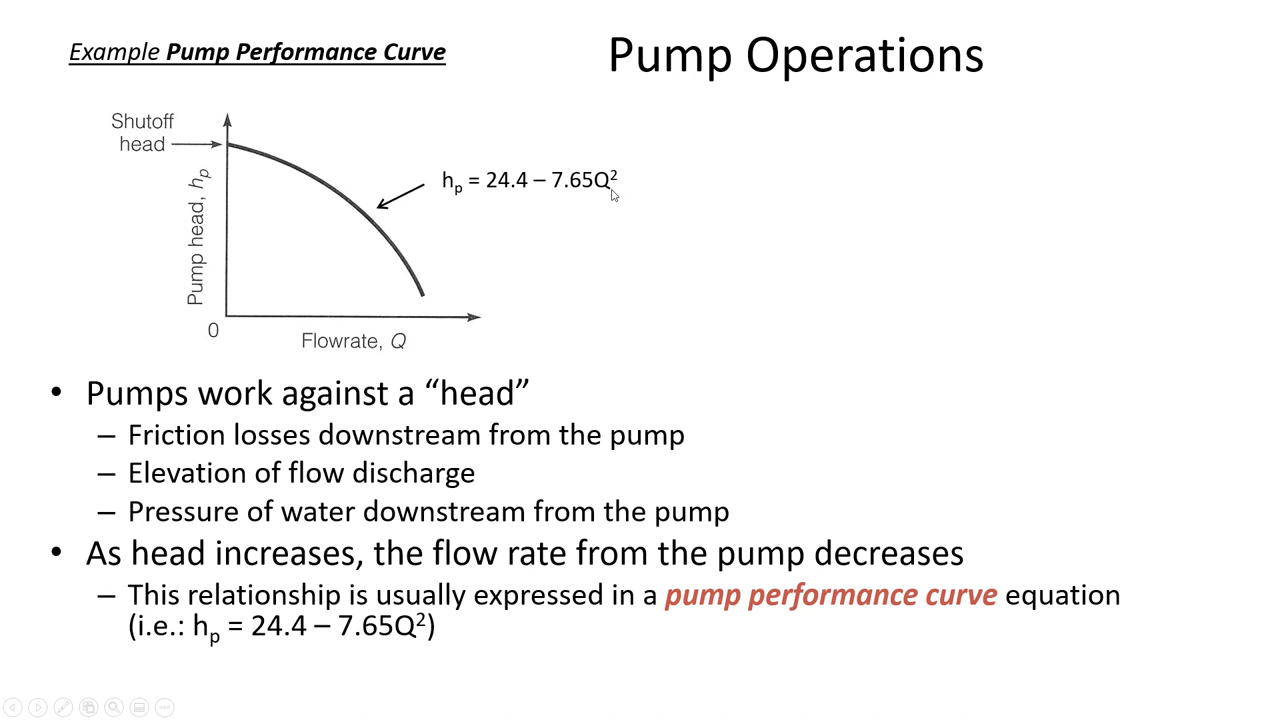 Example Pump Performance Curve
Pump Operations
Shutoff
head
Pump head, hₚ
hₚ = 24.4 – 7.65Q²
0
Flowrate, Q
• Pumps work against a “head”
– Friction losses downstream from the pump
– Elevation of flow discharge
– Pressure of water downstream from the pump
• As head increases, the flow rate from the pump decreases
– This relationship is usually expressed in a pump performance curve equation
(i.e.: hₚ = 24.4 – 7.65Q²)